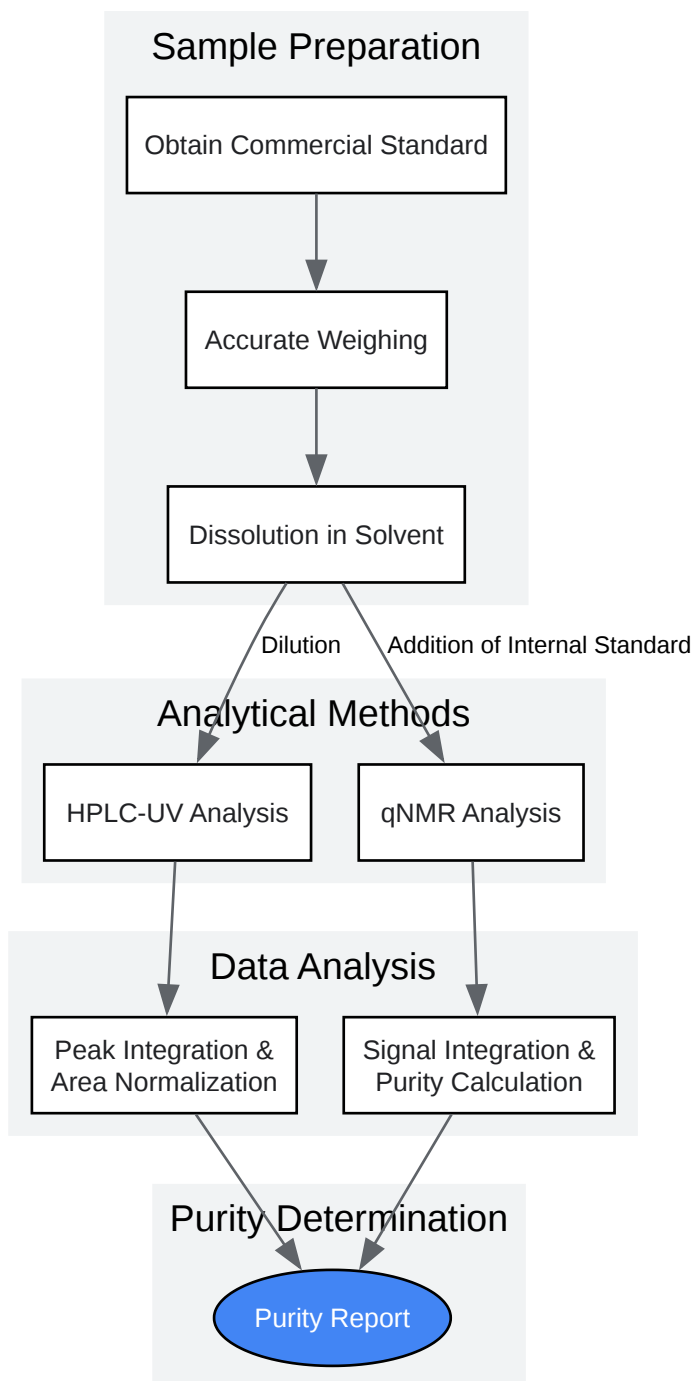 Sample Preparation
Obtain Commercial Standard
Accurate Weighing
Dissolution in Solvent
Dilution
Addition of Internal Standard
Analytical Methods
HPLC-UV Analysis
qNMR Analysis
Data Analysis
Peak Integration &
Area Normalization
Signal Integration &
Purity Calculation
Purity Determination
Purity Report